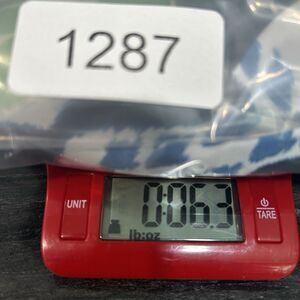 1287
UNIT
0:06.3
TARE
lb:oz